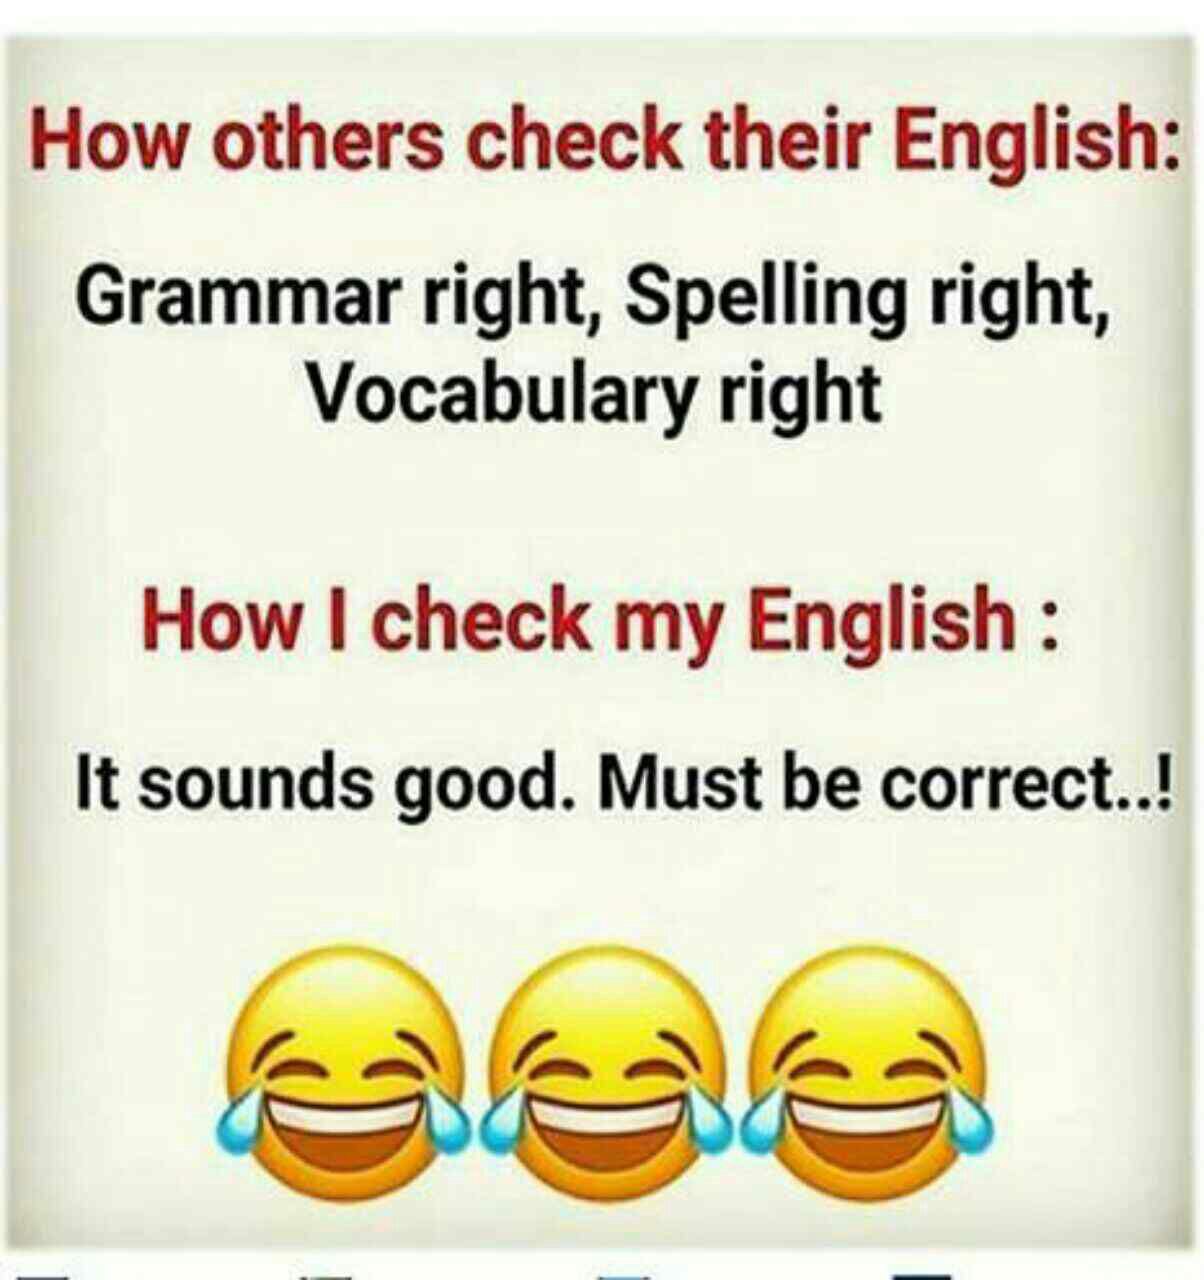 How others check their English:
Grammar right, Spelling right,
Vocabulary right
How I check my English :
It sounds good. Must be correct..!